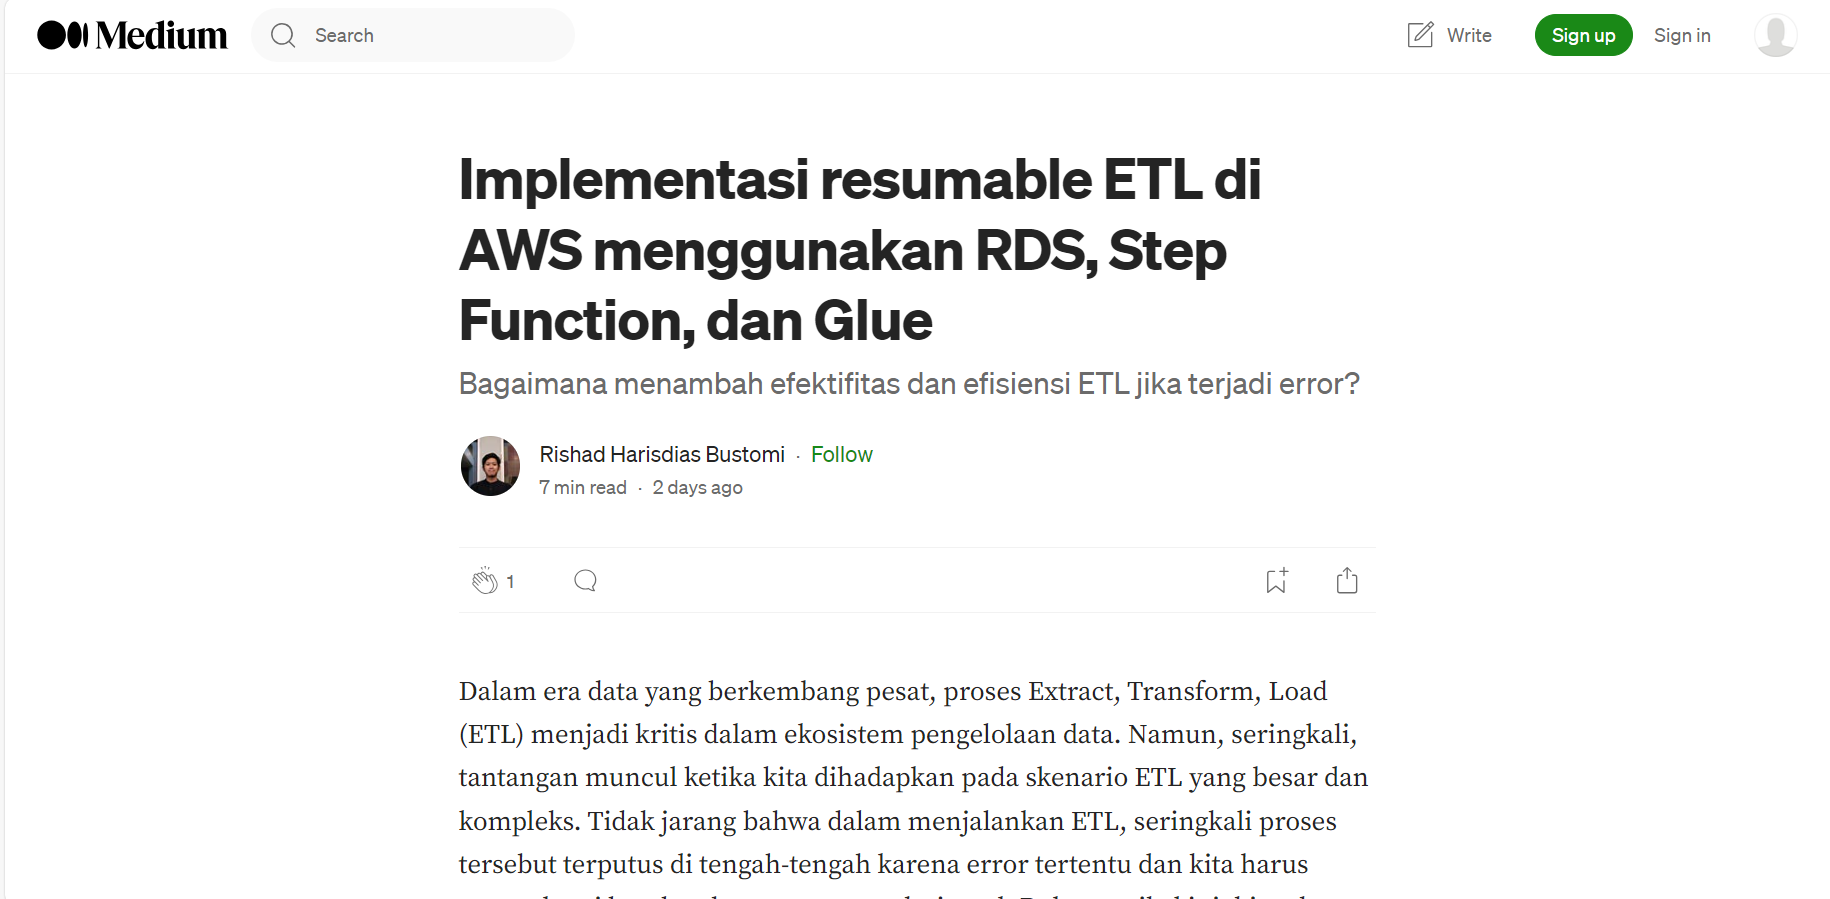 Medium
Search
Write
Sign up
Sign in
Implementasi resumable ETL di
AWS menggunakan RDS, Step
Function, dan Glue
Bagaimana menambah efektifitas dan efisiensi ETL jika terjadi error?
Rishad Harisdias Bustomi · Follow
7 min read · 2 days ago
1
Dalam era data yang berkembang pesat, proses Extract, Transform, Load
(ETL) menjadi kritis dalam ekosistem pengelolaan data. Namun, seringkali,
tantangan muncul ketika kita dihadapkan pada skenario ETL yang besar dan
kompleks. Tidak jarang bahwa dalam menjalankan ETL, seringkali proses
tersebut terputus di tengah-tengah karena error tertentu dan kita harus